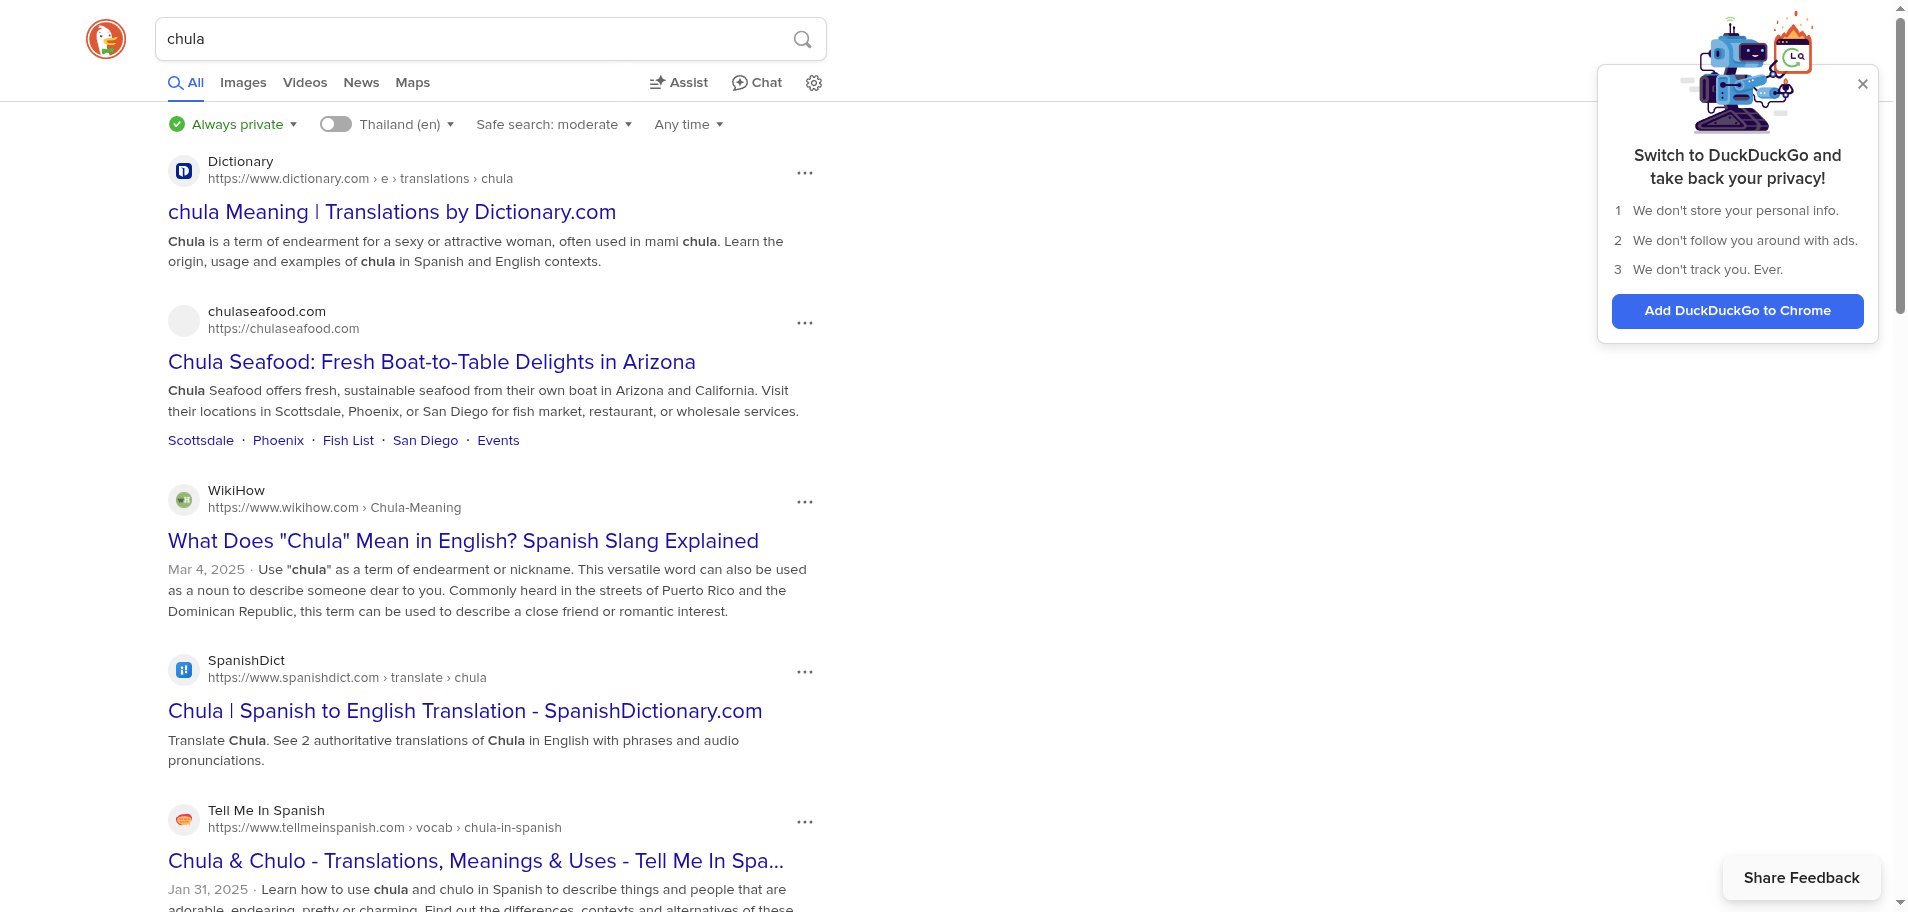 chula
All Images Videos News Maps Assist Chat
Always private Thailand (en) Safe search: moderate Any time
Dictionary
https://www.dictionary.com › e › translations › chula
chula Meaning | Translations by Dictionary.com
Chula is a term of endearment for a sexy or attractive woman, often used in mami chula. Learn the
origin, usage and examples of chula in Spanish and English contexts.
chulaseafood.com
https://chulaseafood.com
Chula Seafood: Fresh Boat-to-Table Delights in Arizona
Chula Seafood offers fresh, sustainable seafood from their own boat in Arizona and California. Visit
their locations in Scottsdale, Phoenix, or San Diego for fish market, restaurant, or wholesale services.
Scottsdale · Phoenix · Fish List · San Diego · Events
WikiHow
https://www.wikihow.com › Chula-Meaning
What Does "Chula" Mean in English? Spanish Slang Explained
Mar 4, 2025 · Use "chula" as a term of endearment or nickname. This versatile word can also be used
as a noun to describe someone dear to you. Commonly heard in the streets of Puerto Rico and the
Dominican Republic, this term can be used to describe a close friend or romantic interest.
SpanishDict
https://www.spanishdict.com › translate › chula
Chula | Spanish to English Translation - SpanishDictionary.com
Translate Chula. See 2 authoritative translations of Chula in English with phrases and audio
pronunciations.
Tell Me In Spanish
https://www.tellmeinspanish.com › vocab › chula-in-spanish
Chula & Chulo - Translations, Meanings & Uses - Tell Me In Spa...
Jan 31, 2025 · Learn how to use chula and chulo in Spanish to describe things and people that are
adorable, endearing, pretty or charming. Find out the differences, contexts and alternatives of these
Switch to DuckDuckGo and
take back your privacy!
1 We don't store your personal info.
2 We don't follow you around with ads.
3 We don't track you. Ever.
Add DuckDuckGo to Chrome
Share Feedback